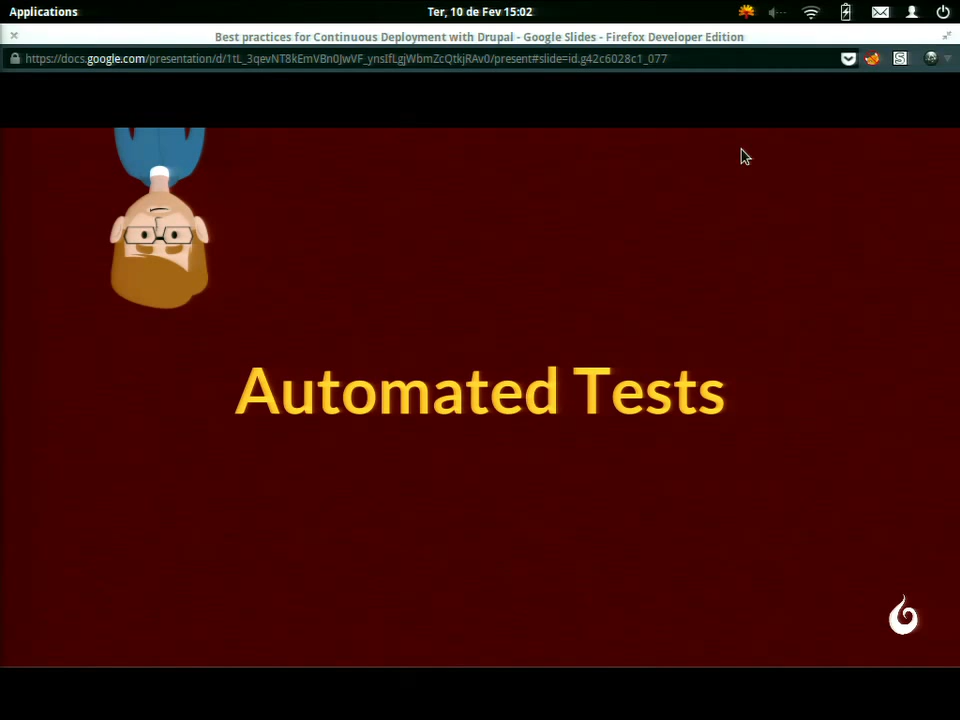 Applications
Ter, 10 de Fev 15:02
Best practices for Continuous Deployment with Drupal - Google Slides - Firefox Developer Edition
https://docs.google.com/presentation/d/1tL_3qevNT8kEmVBn0JwVF_ynsIfLgjWbmZcQtkjRAv0/present#slide=id.g42c6028c1_077
Automated Tests